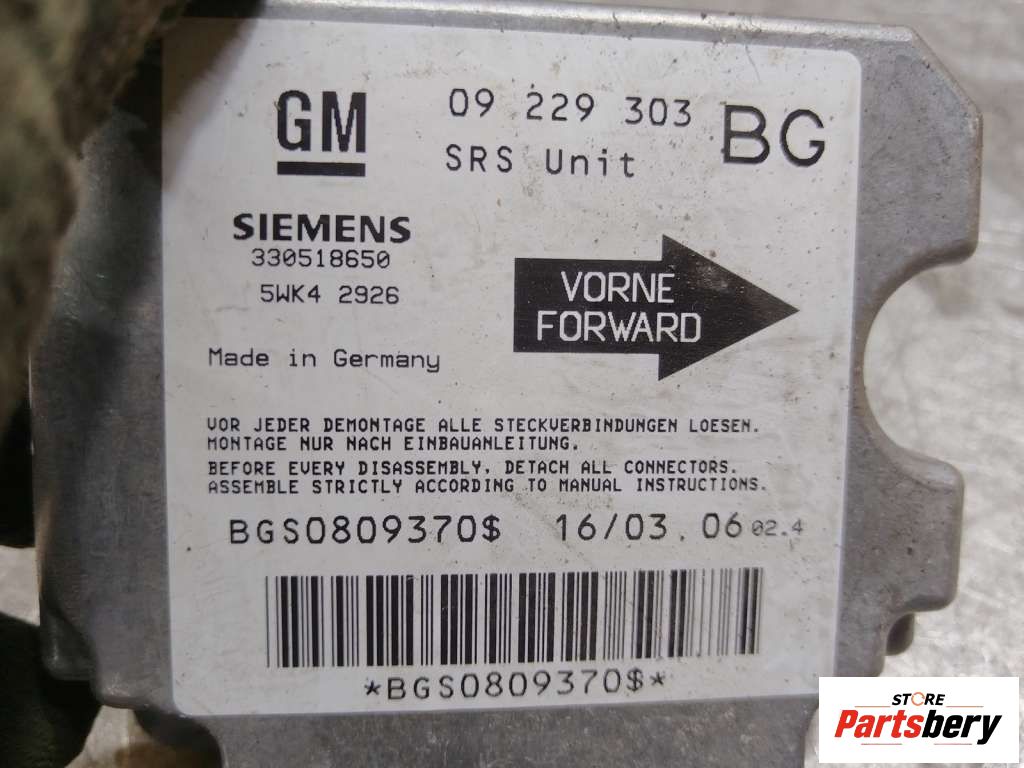 GM
09 229 303 BG
SRS Unit
SIEMENS
330518650
5WK4 2926
VORNE
FORWARD
Made in Germany
VOR JEDER DEMONTAGE ALLE STECKVERBINDUNGEN LOESEN.
MONTAGE NUR NACH EINBAUANLEITUNG.
BEFORE EVERY DISASSEMBLY, DETACH ALL CONNECTORS.
ASSEMBLE STRICTLY ACCORDING TO MANUAL INSTRUCTIONS.
BGS0809370$ 16/03.06 02.4
*BGS0809370$*
STORE
Partsbery